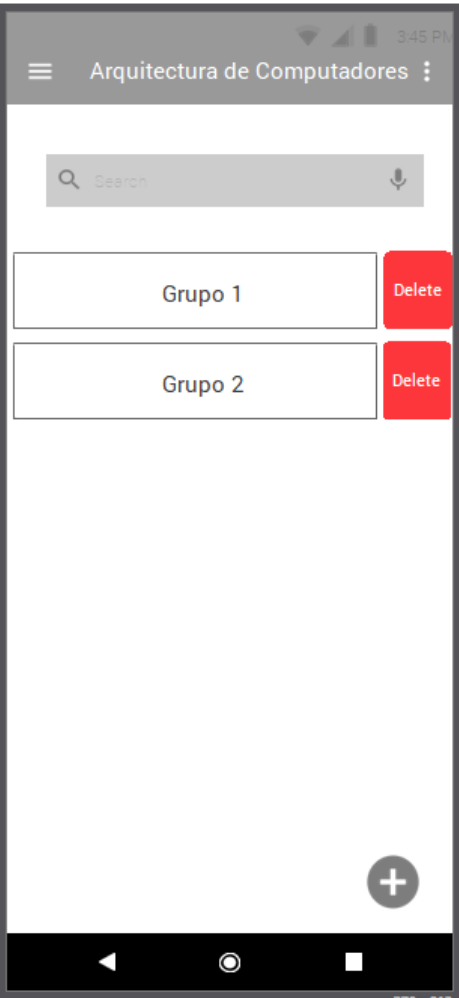 3:45 PM
Arquitectura de Computadores
Search
Grupo 1
Delete
Grupo 2
Delete